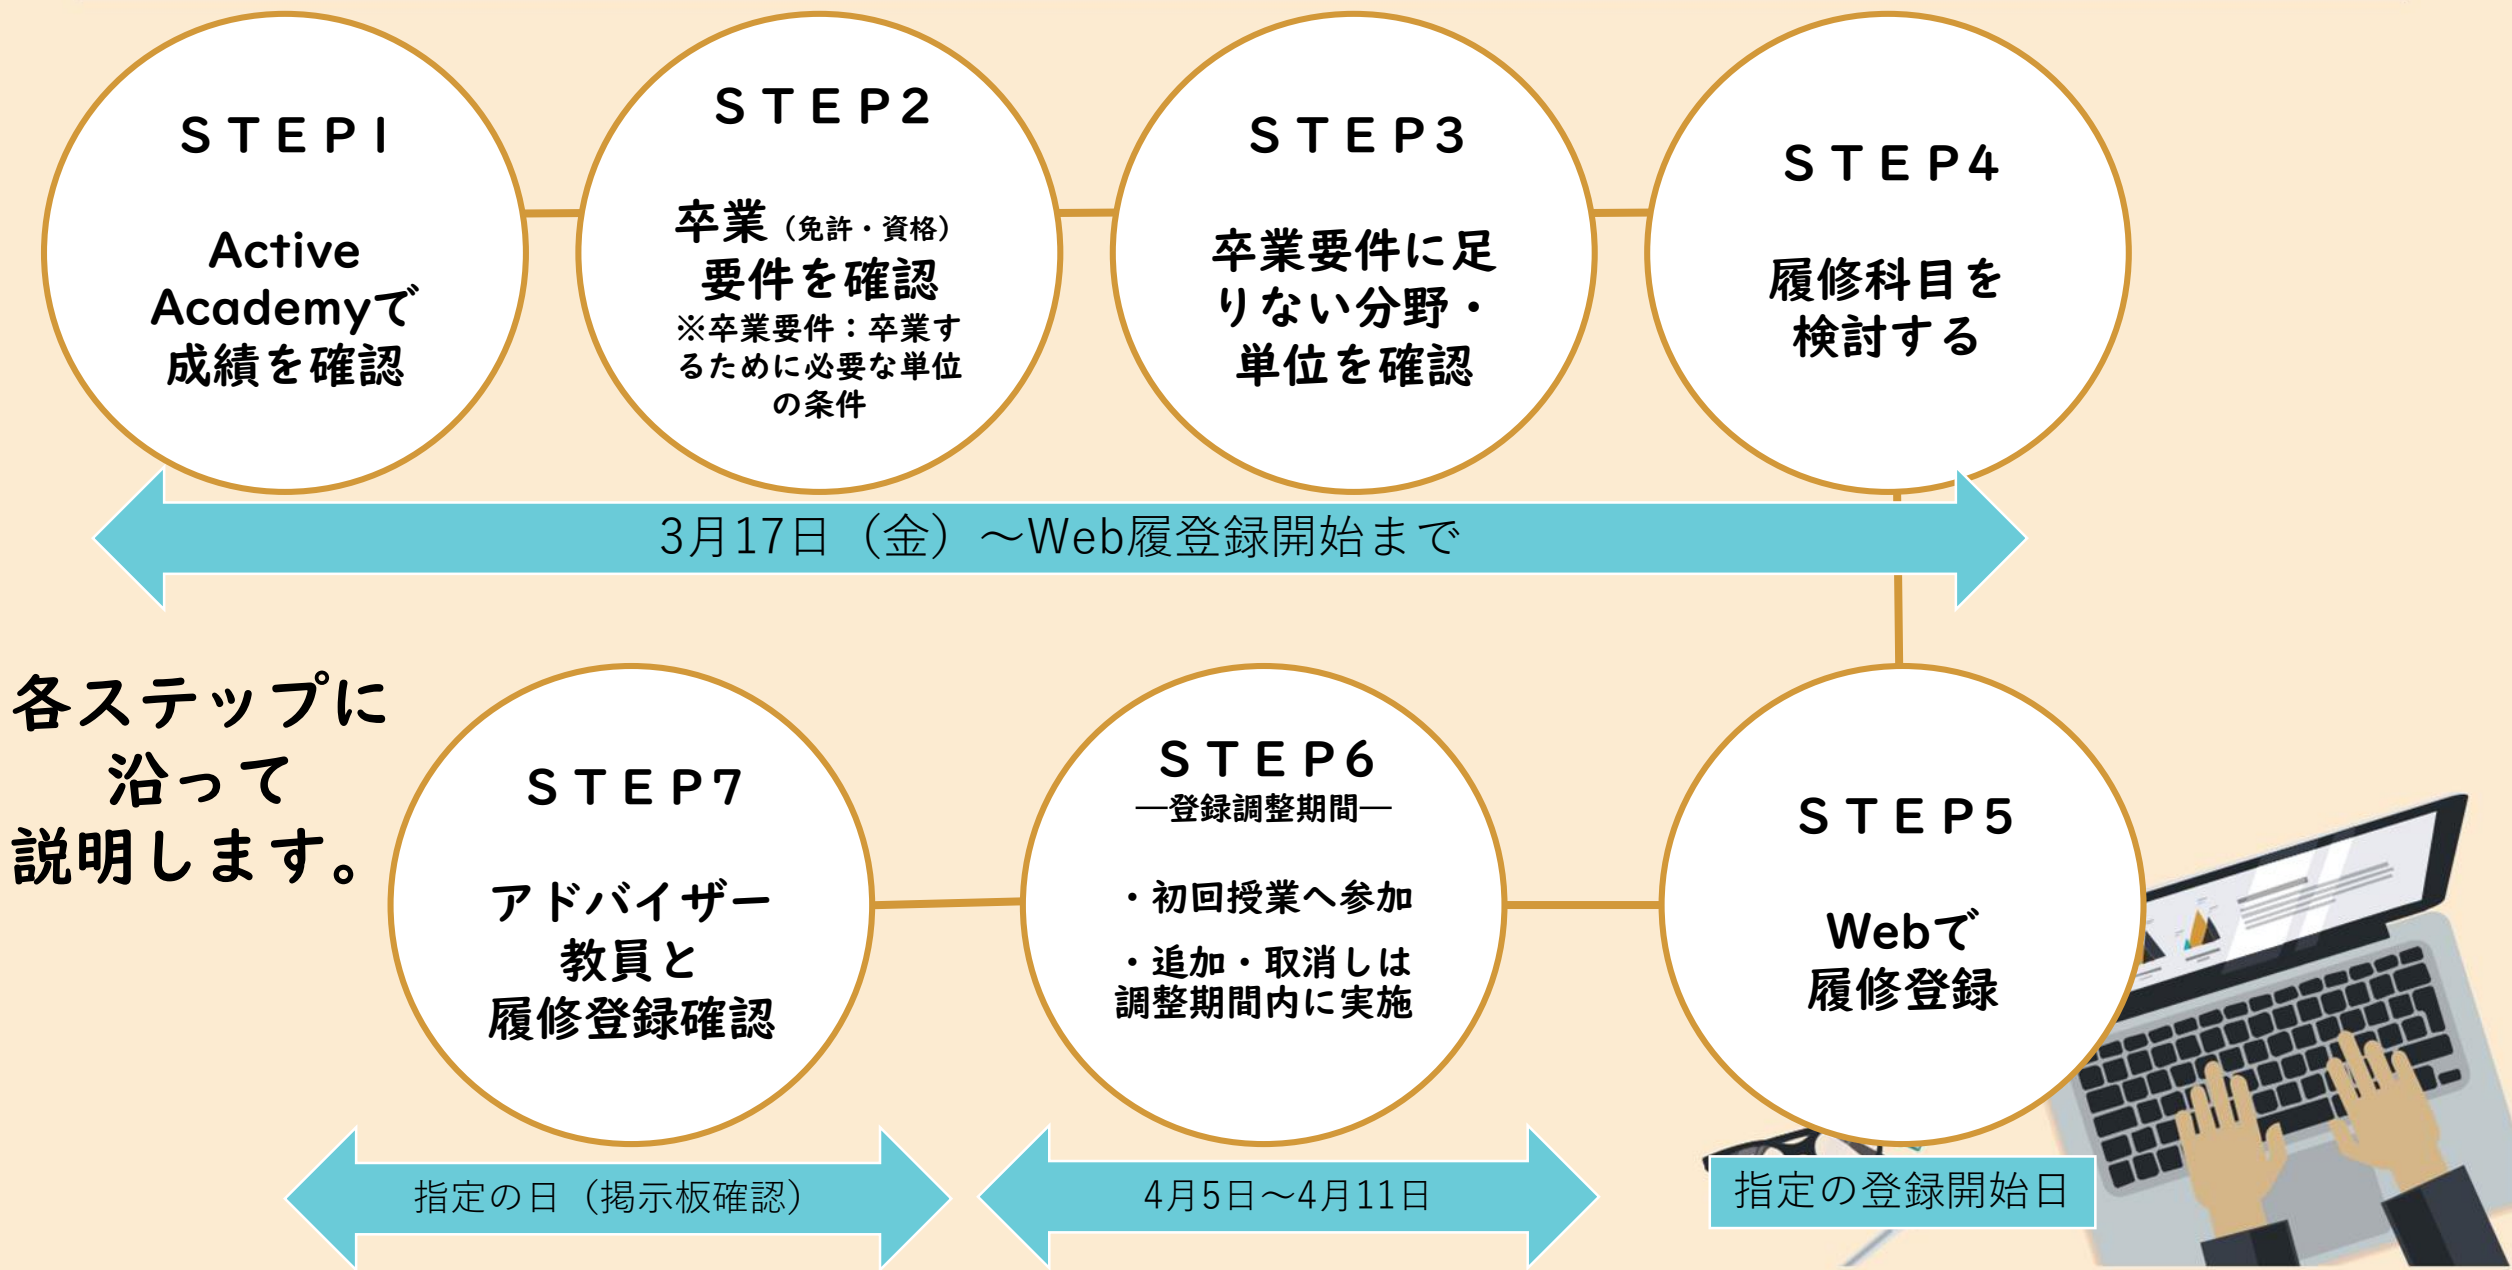 STEP1
Active
Academyで
成績を確認
STEP2
卒業（免許・資格）
要件を確認
※卒業要件：卒業す
るために必要な単位
の条件
STEP3
卒業要件に足
りない分野・
単位を確認
STEP4
履修科目を
検討する
3月17日（金）～Web履登録開始まで
各ステップに
沿って
説明します。
STEP5
Webで
履修登録
指定の登録開始日
STEP6
―登録調整期間―
・初回授業へ参加
・追加・取消しは
調整期間内に実施
4月5日～4月11日
STEP7
アドバイザー
教員と
履修登録確認
指定の日（掲示板確認）